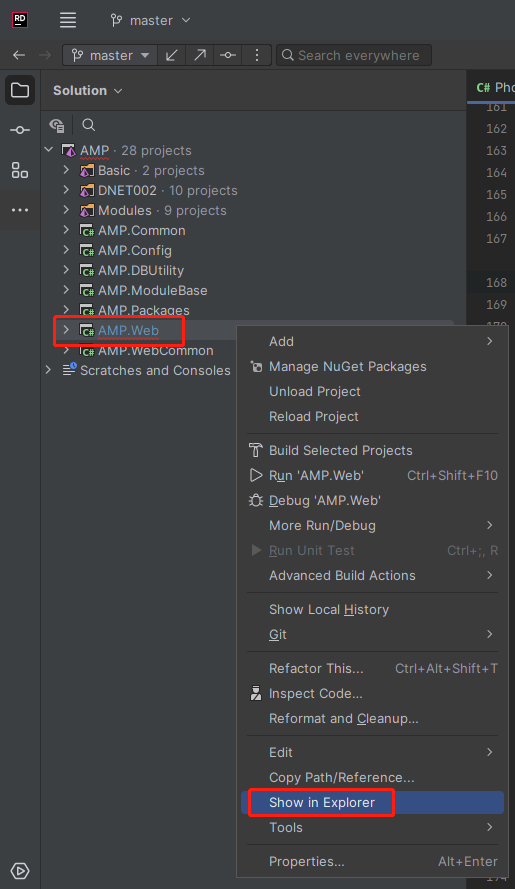 RD
master
master
Search everywhere
Solution
C# Pho
161
162
163
164
165
166
167
168
169
AMP · 28 projects
Basic · 2 projects
DNET002 · 10 projects
Modules · 9 projects
C# AMP.Common
C# AMP.Config
C# AMP.DBUtility
C# AMP.ModuleBase
C# AMP.Packages
C# AMP.Web
C# AMP.WebCommon
Scratches and Consoles
Add
Manage NuGet Packages
Unload Project
Reload Project
Build Selected Projects
Run 'AMP.Web' Ctrl+Shift+F10
Debug 'AMP.Web'
More Run/Debug
Run Unit Test Ctrl+;, R
Advanced Build Actions
Show Local History
Git
Refactor This... Ctrl+Alt+Shift+T
Inspect Code...
Reformat and Cleanup...
Edit
Copy Path/Reference...
Show in Explorer
Tools
Properties... Alt+Enter